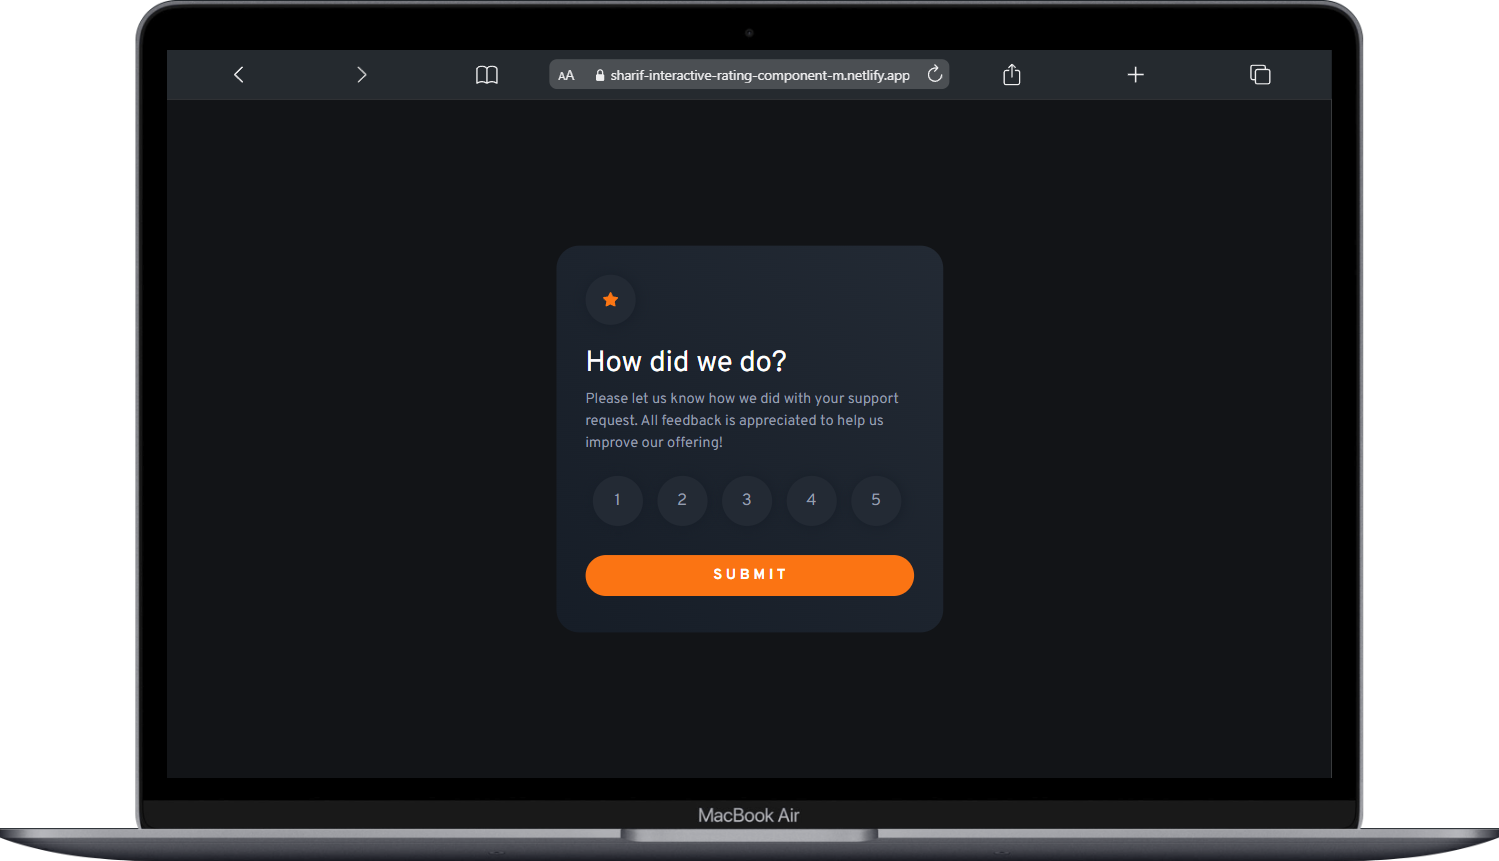 AA sharif-interactive-rating-component-m.netlify.app
How did we do?
Please let us know how we did with your support
request. All feedback is appreciated to help us
improve our offering!
1 2 3 4 5
SUBMIT
MacBook Air